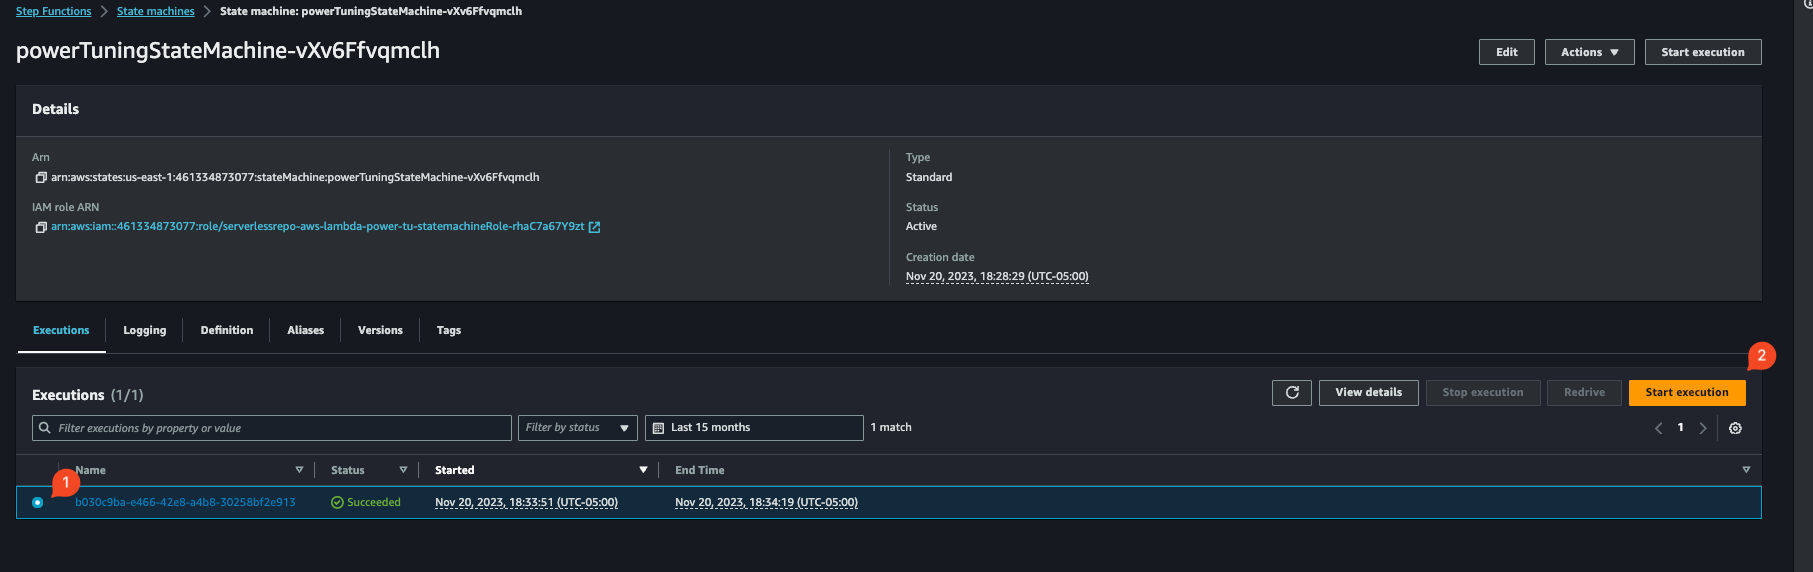 Step Functions > State machines > State machine: powerTuningStateMachine-vXv6Ffvqmclh
powerTuningStateMachine-vXv6Ffvqmclh
Edit Actions Start execution
Details
Arn
arn:aws:states:us-east-1:461334873077:stateMachine:powerTuningStateMachine-vXv6Ffvqmclh
IAM role ARN
arn:aws:iam::461334873077:role/serverlessrepo-aws-lambda-power-tu-statemachineRole-rhaC7a67Y9zt
Type
Standard
Status
Active
Creation date
Nov 20, 2023, 18:28:29 (UTC-05:00)
Executions Logging Definition Aliases Versions Tags
2
Executions (1/1)
View details Stop execution Redrive Start execution
Filter executions by property or value Filter by status Last 15 months 1 match 1
Name Status Started End Time
1
b030c9ba-e466-42e8-a4b8-30258bf2e913 Succeeded Nov 20, 2023, 18:33:51 (UTC-05:00) Nov 20, 2023, 18:34:19 (UTC-05:00)